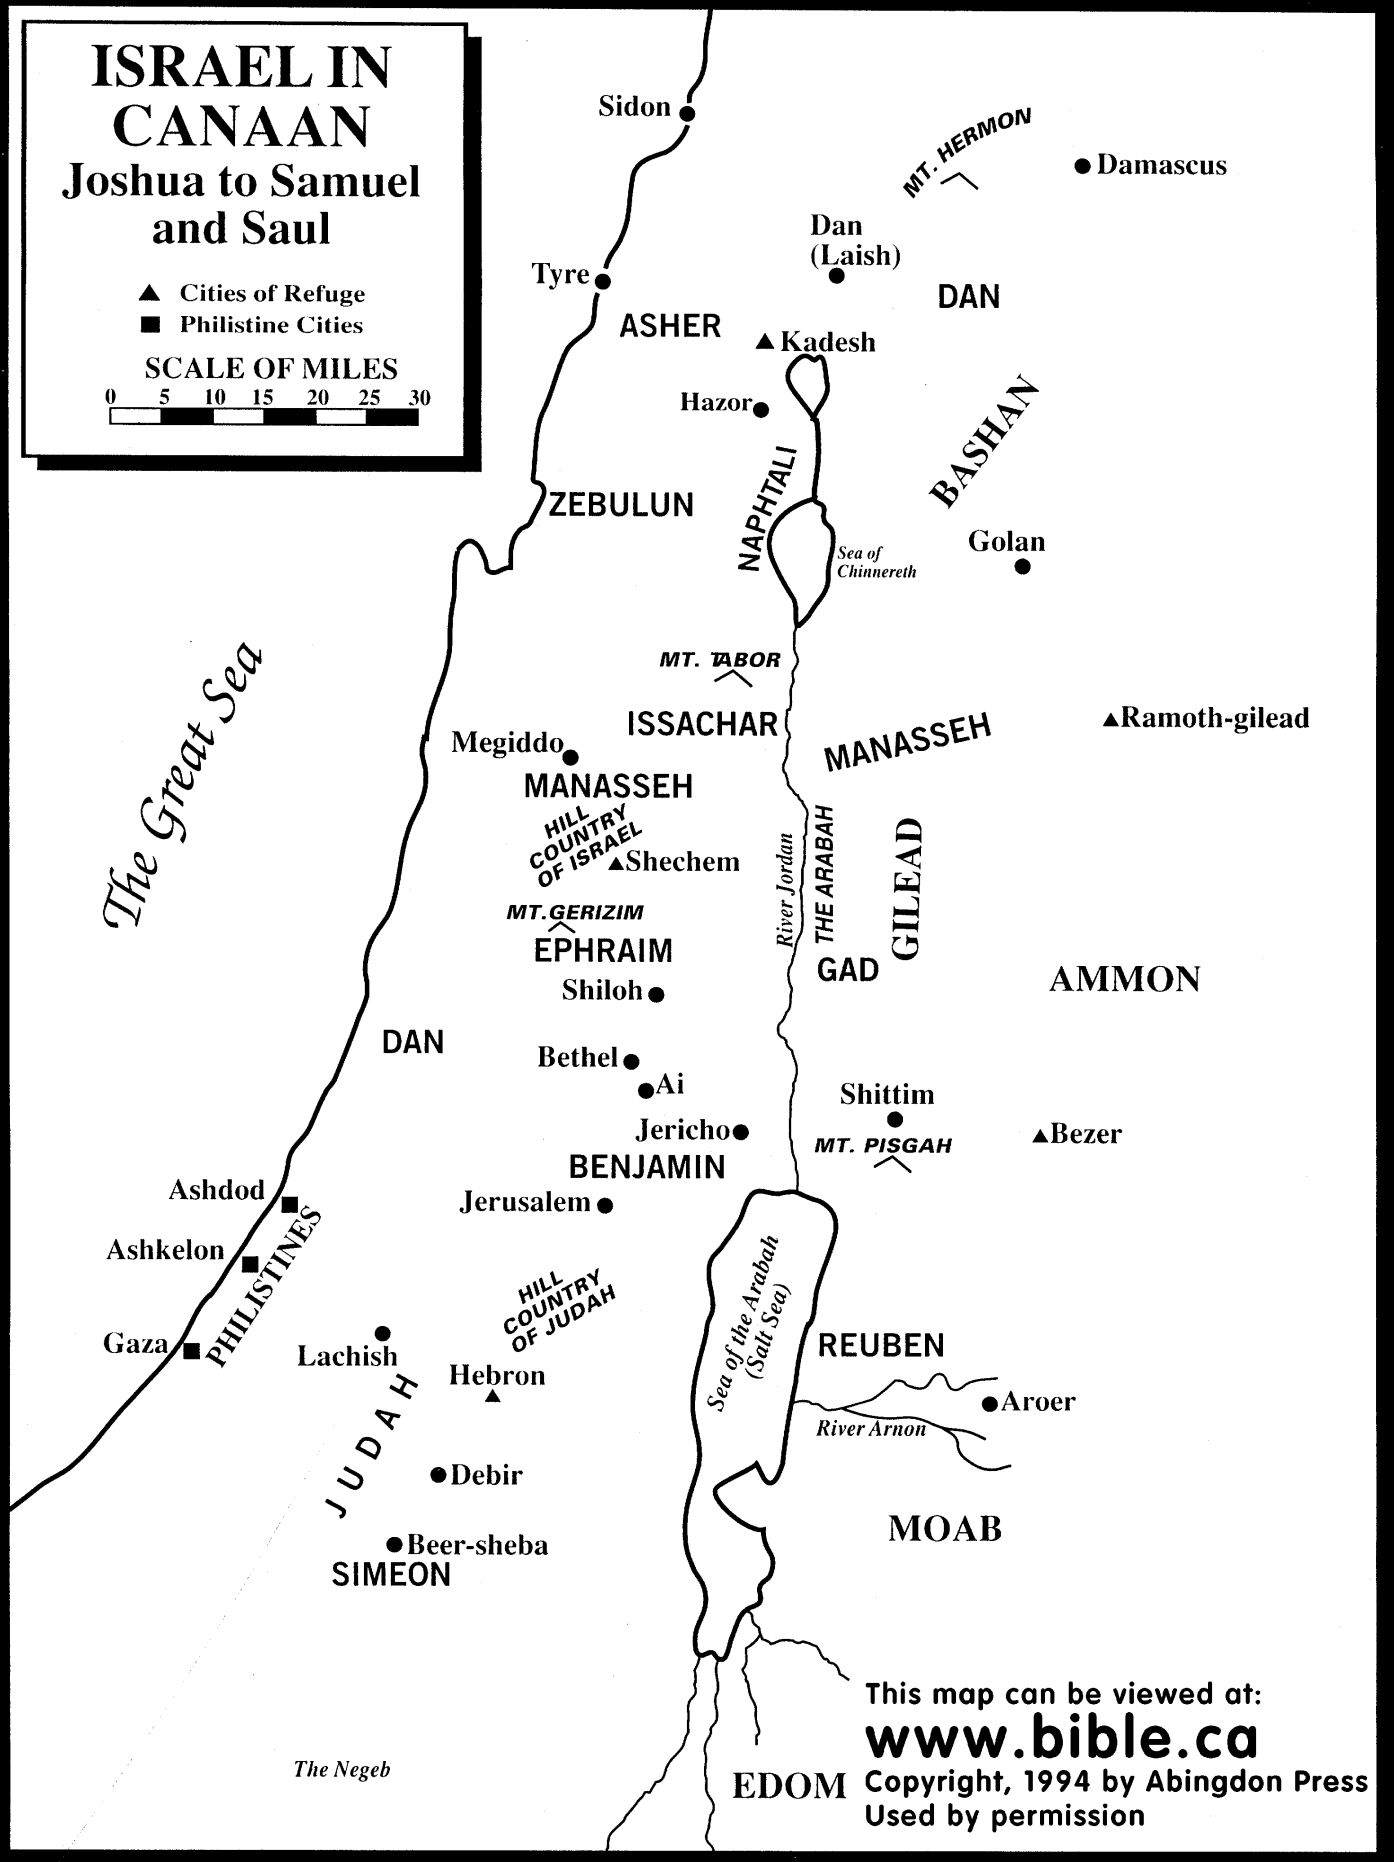 ISRAEL IN
CANAAN
Joshua to Samuel
and Saul
Cities of Refuge
Philistine Cities
SCALE OF MILES
0 5 10 15 20 25 30
Sidon
MT. HERMON
Damascus
Dan
(Laish)
Tyre
DAN
ASHER
Kadesh
Hazor
BASHAN
NAPHTALI
ZEBULUN
Golan
Sea of
Chinnereth
The Great Sea
MT. TABOR
ISSACHAR
MANASSEH
Ramoth-gilead
Megiddo
MANASSEH
HILL
COUNTRY
OF ISRAEL
Shechem
River Jordan
THE ARABAH
GILEAD
MT. GERIZIM
EPHRAIM
GAD
AMMON
Shiloh
DAN
Bethel
Ai
Shittim
Jericho
MT. PISGAH
Bezer
BENJAMIN
Ashdod
Jerusalem
Ashkelon
PHILISTINES
HILL
COUNTRY
OF JUDAH
Sea of the Arabah
(Salt Sea)
Gaza
Lachish
REUBEN
Hebron
JUDAH
Aroer
River Arnon
Debir
MOAB
Beer-sheba
SIMEON
The Negeb
EDOM
This map can be viewed at:
www.bible.ca
Copyright, 1994 by Abingdon Press
Used by permission